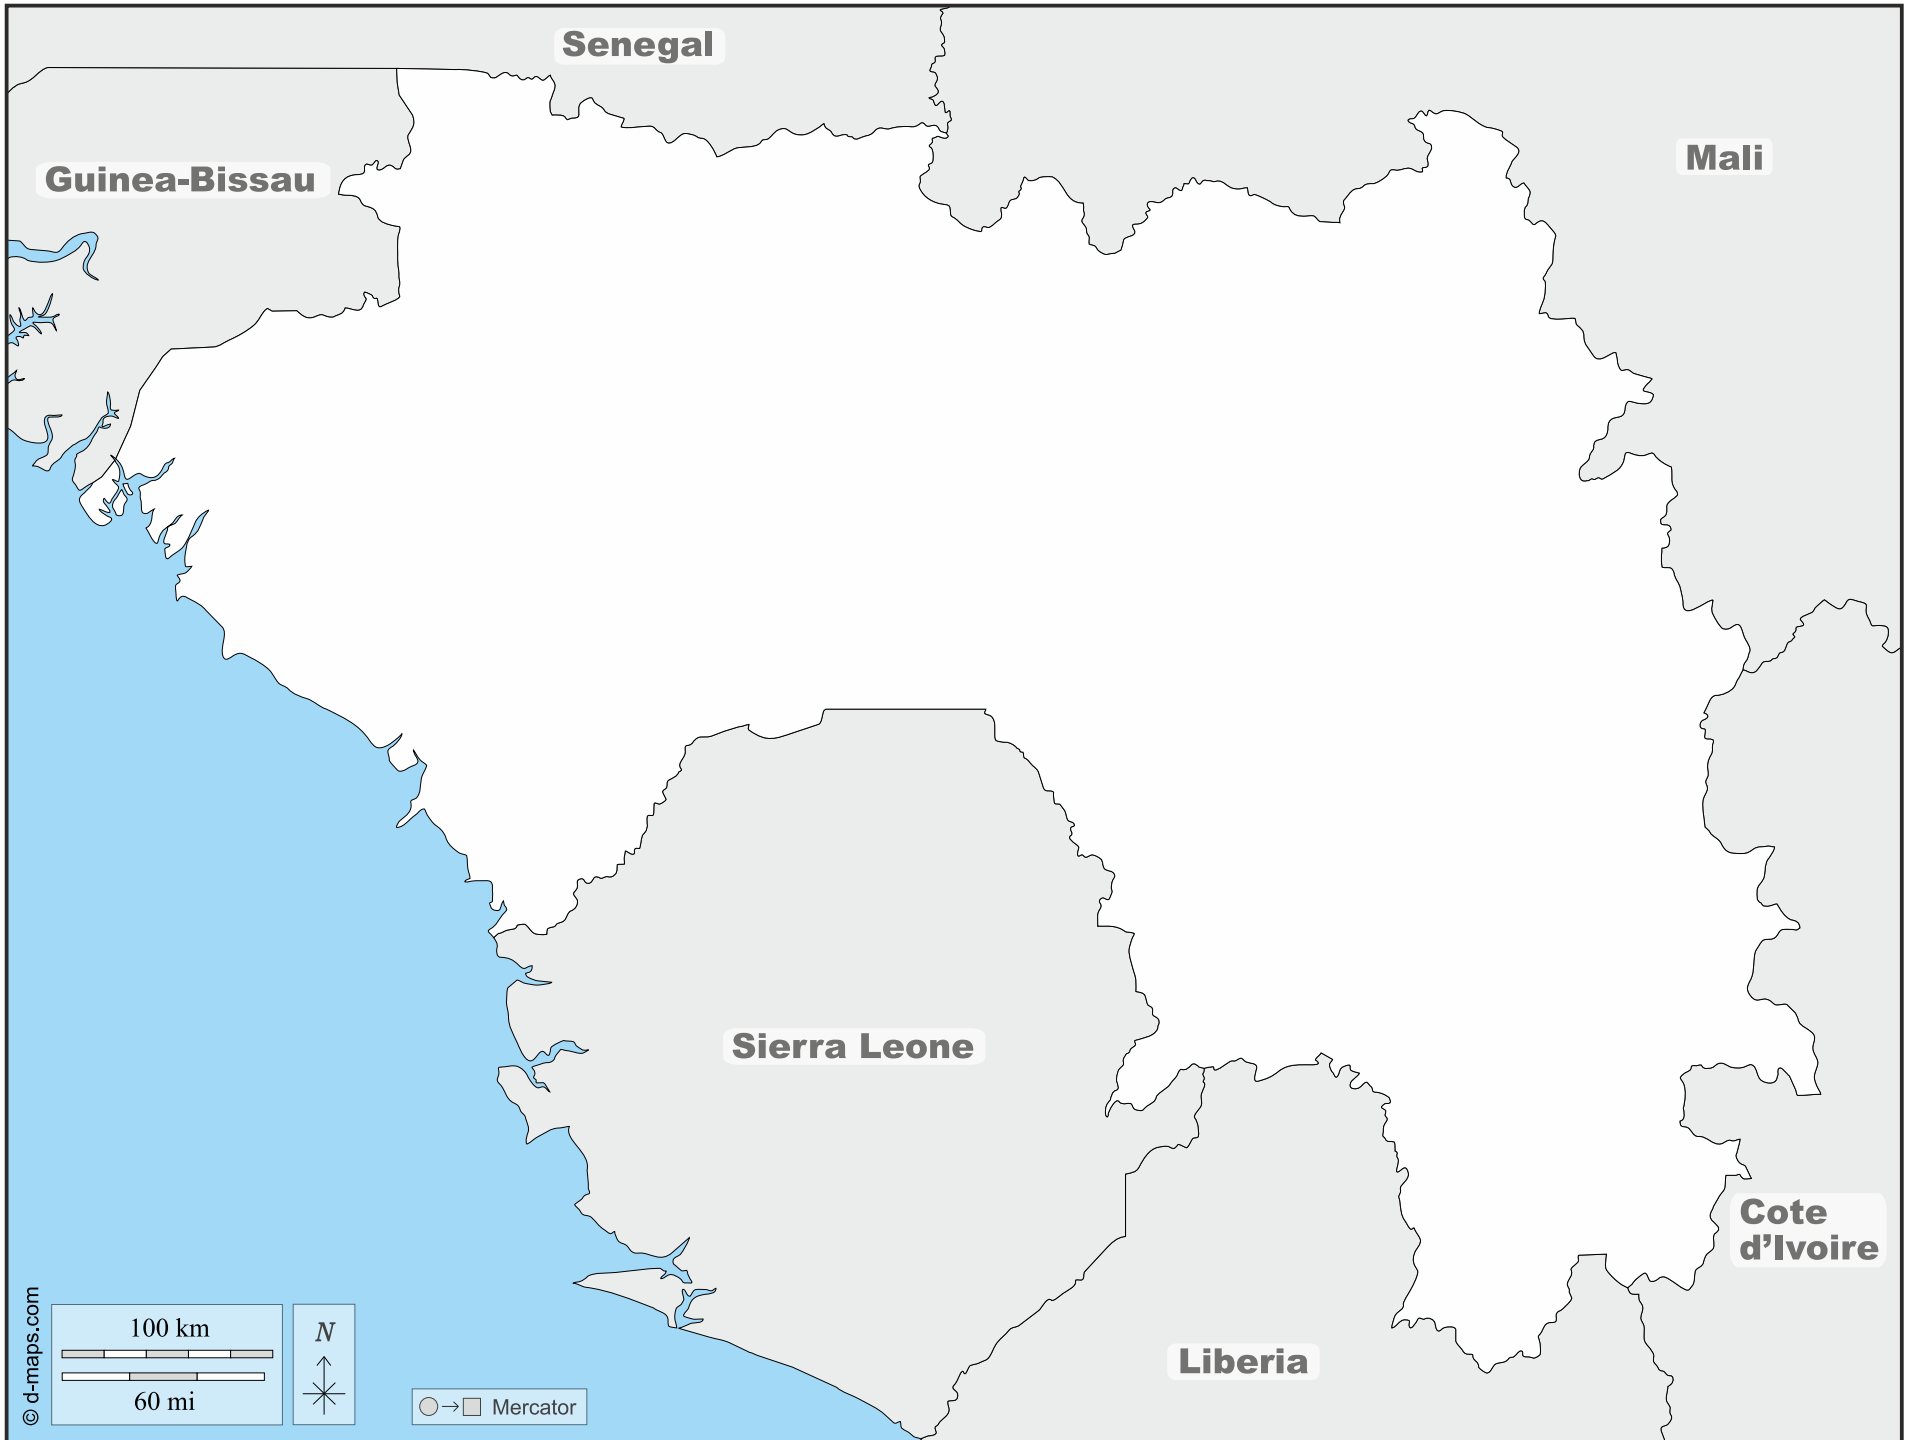 Senegal
Mali
Guinea-Bissau
Sierra Leone
Cote
d'Ivoire
Liberia
© d-maps.com
100 km
60 mi
N
Mercator